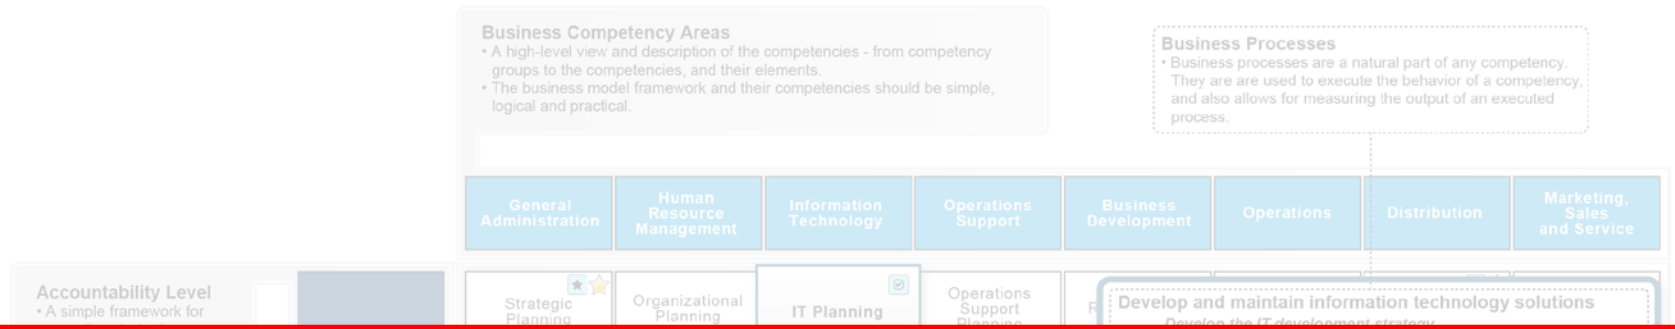 Business Competency Areas
• A high-level view and description of the competencies - from competency
groups to the competencies, and their elements.
• The business model framework and their competencies should be simple,
logical and practical.
Business Processes
• Business processes are a natural part of any competency.
They are are used to execute the behavior of a competency,
and also allows for measuring the output of an executed
process.
General
Administration
Human
Resource
Management
Information
Technology
Operations
Support
Business
Development
Operations
Distribution
Marketing,
Sales
and Service
Accountability Level
• A simple framework for
Strategic
Planning
Organizational
Planning
IT Planning
Operations
Support
Planning
Develop and maintain information technology solutions
Develop the IT development strategy